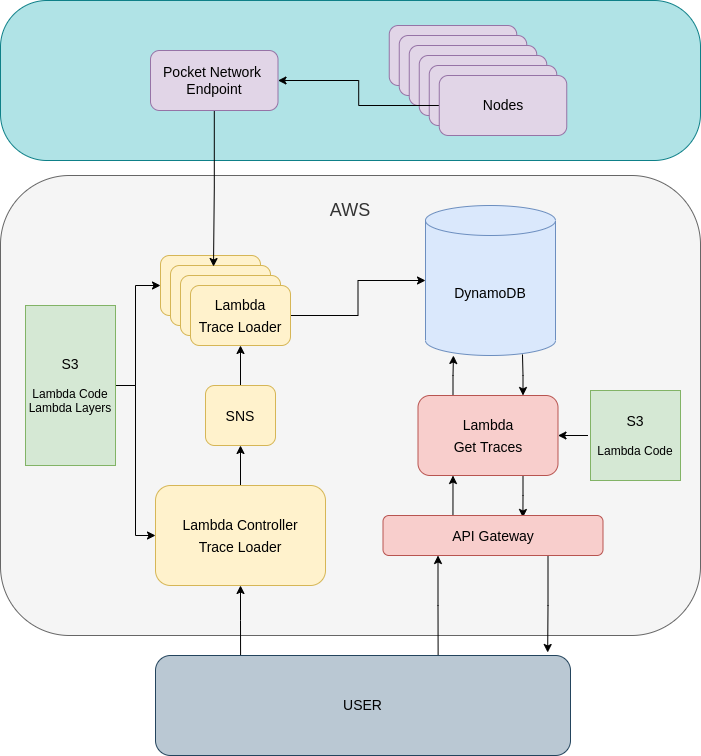 Pocket Network
Endpoint
Nodes
AWS
DynamoDB
Lambda
Trace Loader
S3
Lambda Code
Lambda Layers
SNS
Lambda
Get Traces
S3
Lambda Code
Lambda Controller
Trace Loader
API Gateway
USER